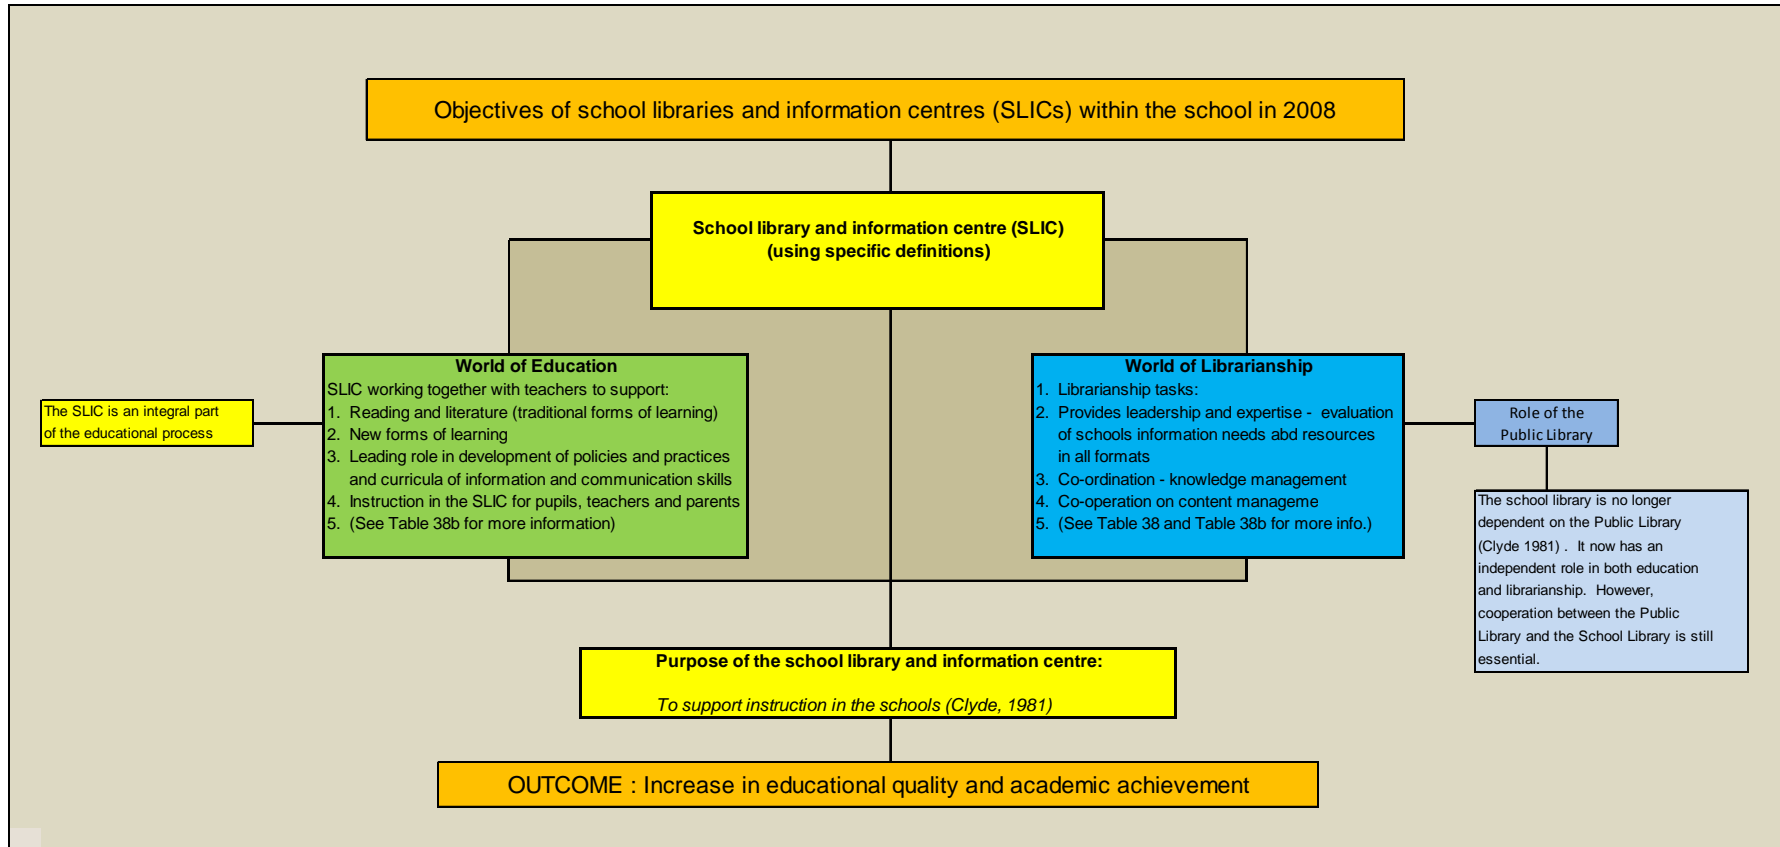 Objectives of school libraries and information centres (SLICs) within the school in 2008
School library and information centre (SLIC)
(using specific definitions)
The SLIC is an integral part
of the educational process
World of Education
SLIC working together with teachers to support:
1. Reading and literature (traditional forms of learning)
2. New forms of learning
3. Leading role in development of policies and practices
and curricula of information and communication skills
4. Instruction in the SLIC for pupils, teachers and parents
5. (See Table 38b for more information)
World of Librarianship
1. Librarianship tasks:
2. Provides leadership and expertise - evaluation
of schools information needs abd resources
in all formats
3. Co-ordination - knowledge management
4. Co-operation on content manageme
5. (See Table 38 and Table 38b for more info.)
Role of the
Public Library
The school library is no longer
dependent on the Public Library
(Clyde 1981) . It now has an
independent role in both education
and librarianship. However,
cooperation between the Public
Library and the School Library is still
essential.
Purpose of the school library and information centre:
To support instruction in the schools (Clyde, 1981)
OUTCOME : Increase in educational quality and academic achievement